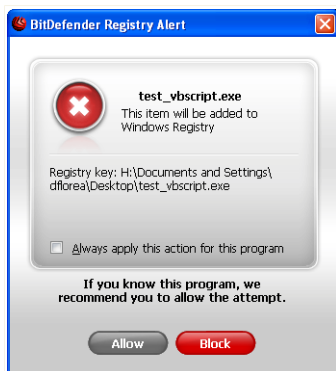 BitDefender Registry Alert
test_vbscript.exe
This item will be added to
Windows Registry
Registry key: H:\Documents and Settings\
dflorea\Desktop\test_vbscript.exe
Always apply this action for this program
If you know this program, we
recommend you to allow the attempt.
Allow
Block